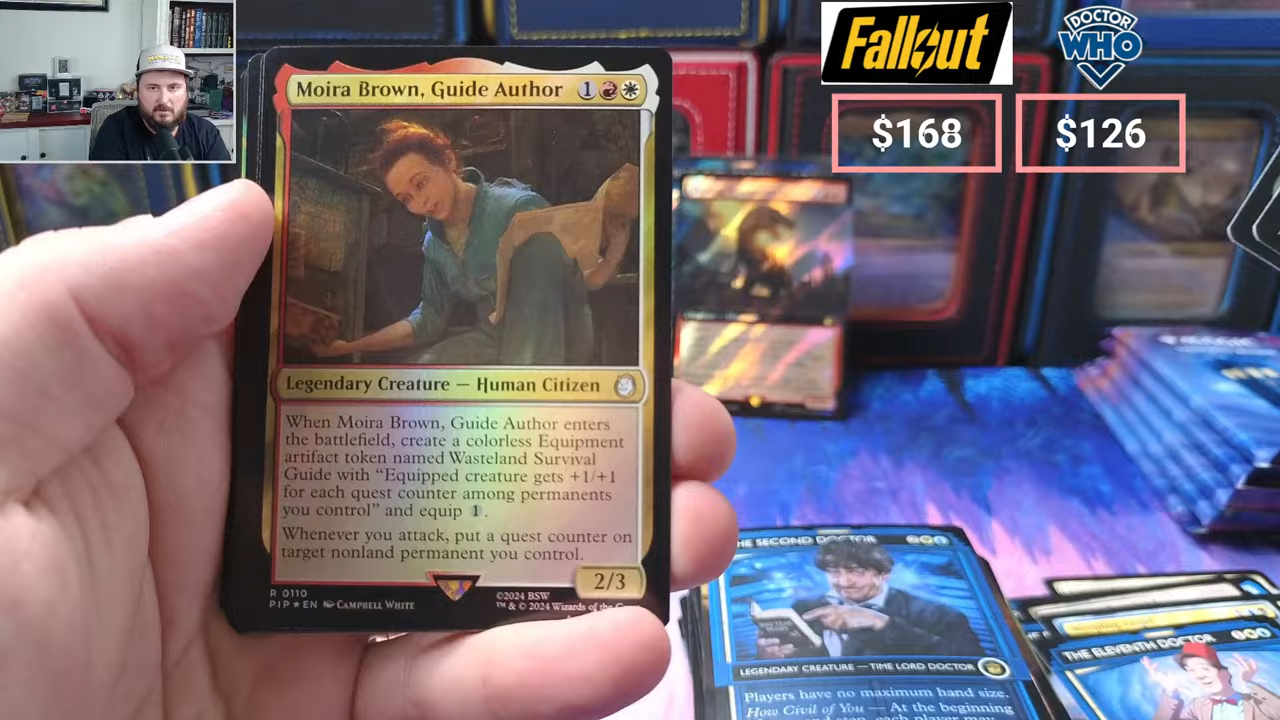 Fallout
DOCTOR
WHO
$168
$126
Moira Brown, Guide Author 1
Legendary Creature — Human Citizen
When Moira Brown, Guide Author enters
the battlefield, create a colorless Equipment
artifact token named Wasteland Survival
Guide with “Equipped creature gets +1/+1
for each quest counter among permanents
you control” and equip 1.
Whenever you attack, put a quest counter on
target nonland permanent you control.
2/3
R 0110
PIP★EN CAMPBELL WHITE
©2024 BSW
™ & © 2024 Wizards of the
THE SECOND DOCTOR
LEGENDARY CREATURE — TIME LORD DOCTOR
Players have no maximum hand size.
How Civil of You — At the beginning
each player may
THE ELEVENTH DOCTOR